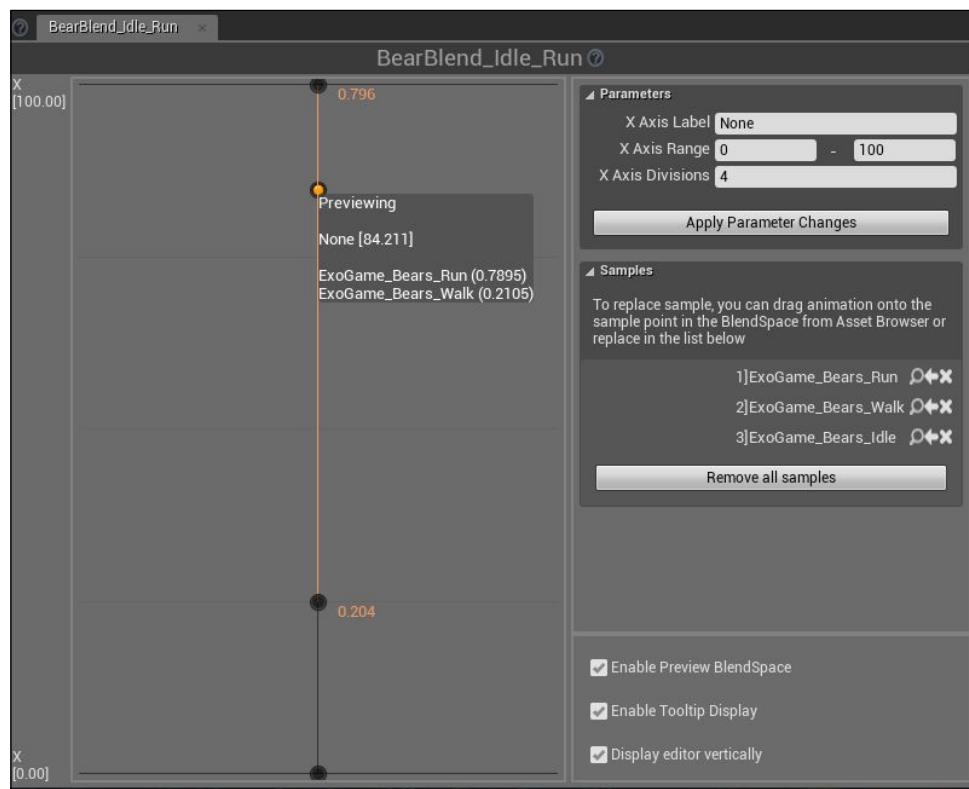 BearBlend_Idle_Run
BearBlend_Idle_Run
X
[100.00]
0.796
Previewing
None [84.211]
ExoGame_Bears_Run (0.7895)
ExoGame_Bears_Walk (0.2105)
0.204
X
[0.00]
Parameters
X Axis Label None
X Axis Range 0 - 100
X Axis Divisions 4
Apply Parameter Changes
Samples
To replace sample, you can drag animation onto the
sample point in the BlendSpace from Asset Browser or
replace in the list below
1]ExoGame_Bears_Run
2]ExoGame_Bears_Walk
3]ExoGame_Bears_Idle
Remove all samples
Enable Preview BlendSpace
Enable Tooltip Display
Display editor vertically